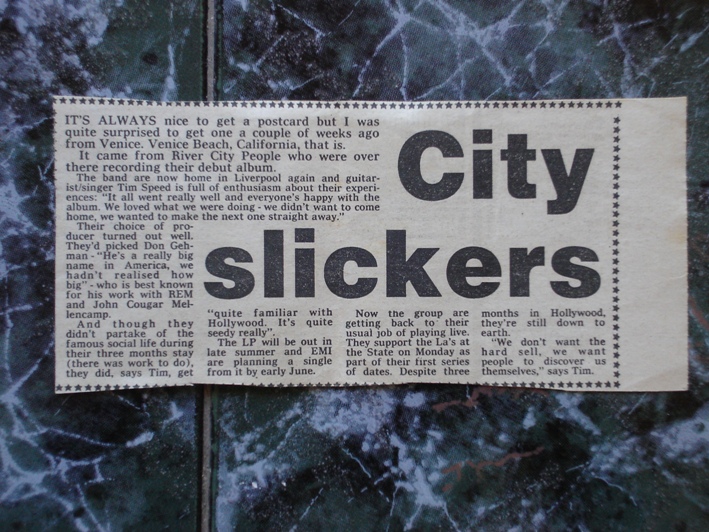 City
slickers
IT'S ALWAYS nice to get a postcard but I was
quite surprised to get one a couple of weeks ago
from Venice. Venice Beach, California, that is.
It came from River City People who were over
there recording their debut album.
The band are now home in Liverpool again and guitar-
ist/singer Tim Speed is full of enthusiasm about their experi-
ences: "It all went really well and everyone's happy with the
album. We loved what we were doing - we didn't want to come
home, we wanted to make the next one straight away."
Their choice of pro-
ducer turned out well.
They'd picked Don Geh-
man - "He's a really big
name in America, we
hadn't realised how
big" - who is best known
for his work with REM
and John Cougar Mel-
lencamp.
And though they
didn't partake of the
famous social life during
their three months stay
(there was work to do),
they did, says Tim, get
"quite familiar with
Hollywood. It's quite
seedy really".
The LP will be out in
late summer and EMI
are planning a single
from it by early June.
Now the group are
getting back to their
usual job of playing live.
They support the La's at
the State on Monday as
part of their first series
of dates. Despite three
months in Hollywood,
they're still down to
earth.
"We don't want the
hard sell, we want
people to discover us
themselves," says Tim.